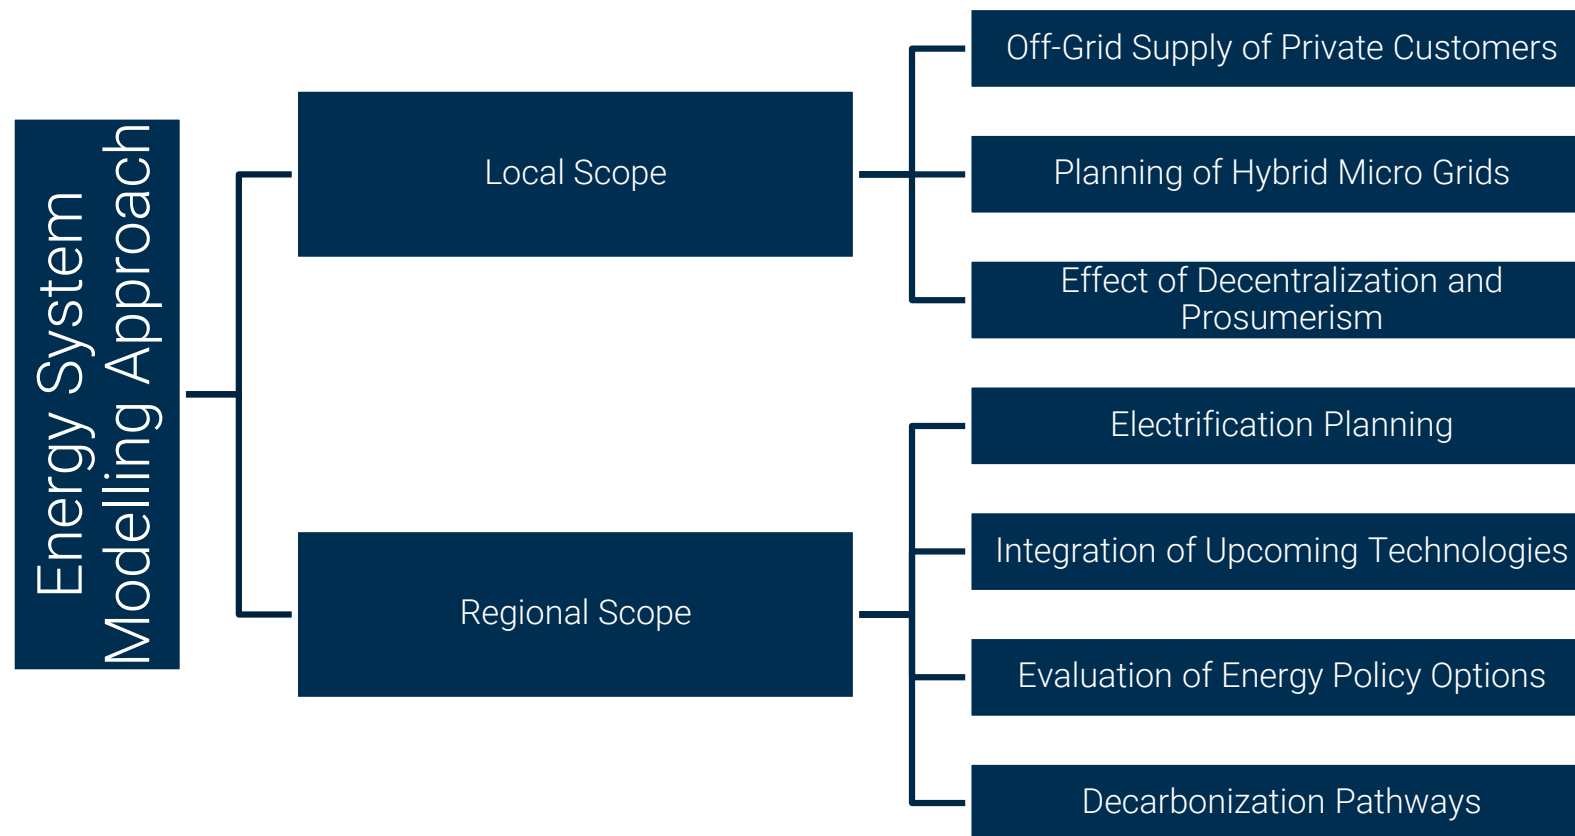 Energy System
Modelling Approach
Local Scope
Off-Grid Supply of Private Customers
Planning of Hybrid Micro Grids
Effect of Decentralization and
Prosumerism
Regional Scope
Electrification Planning
Integration of Upcoming Technologies
Evaluation of Energy Policy Options
Decarbonization Pathways